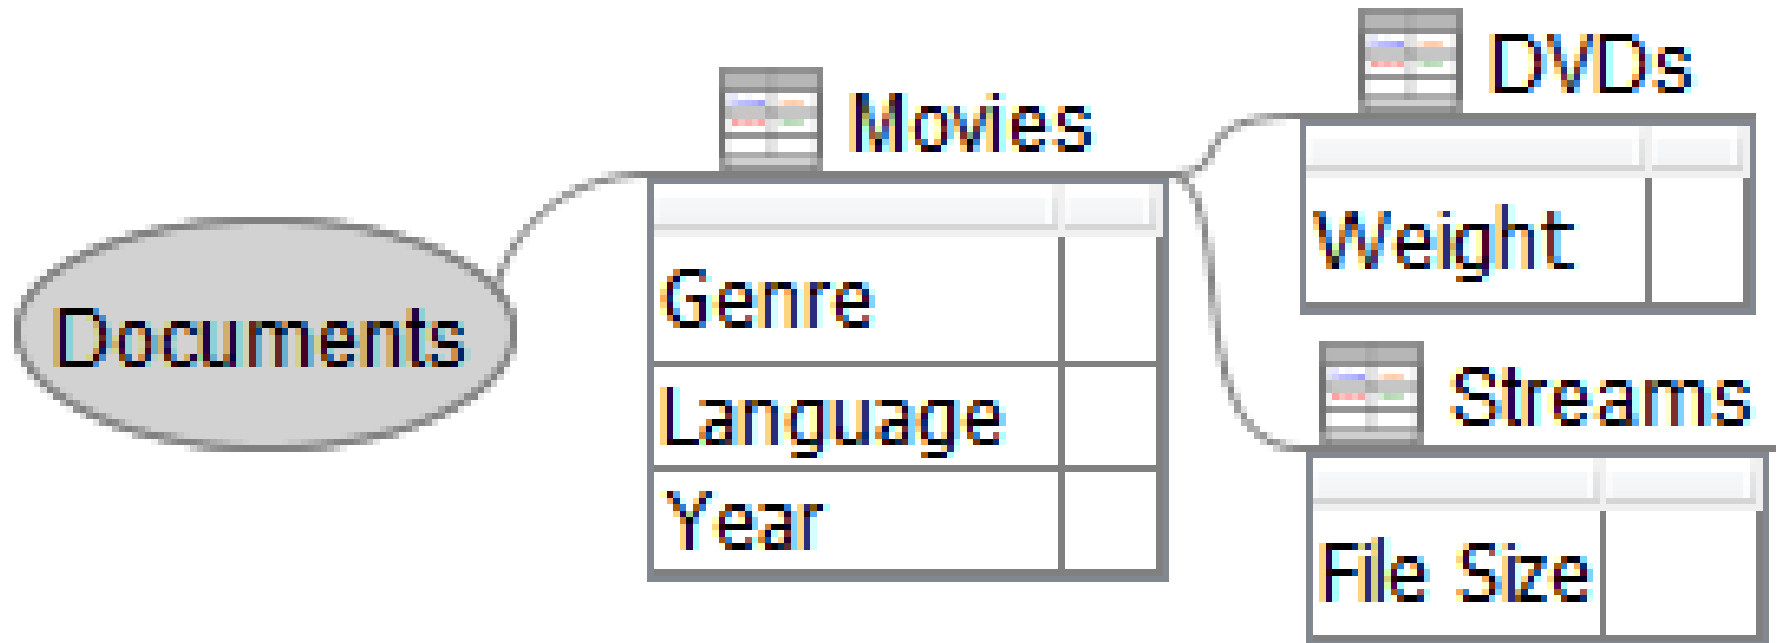 Documents
Movies
Genre
Language
Year
DVDs
Weight
Streams
File Size